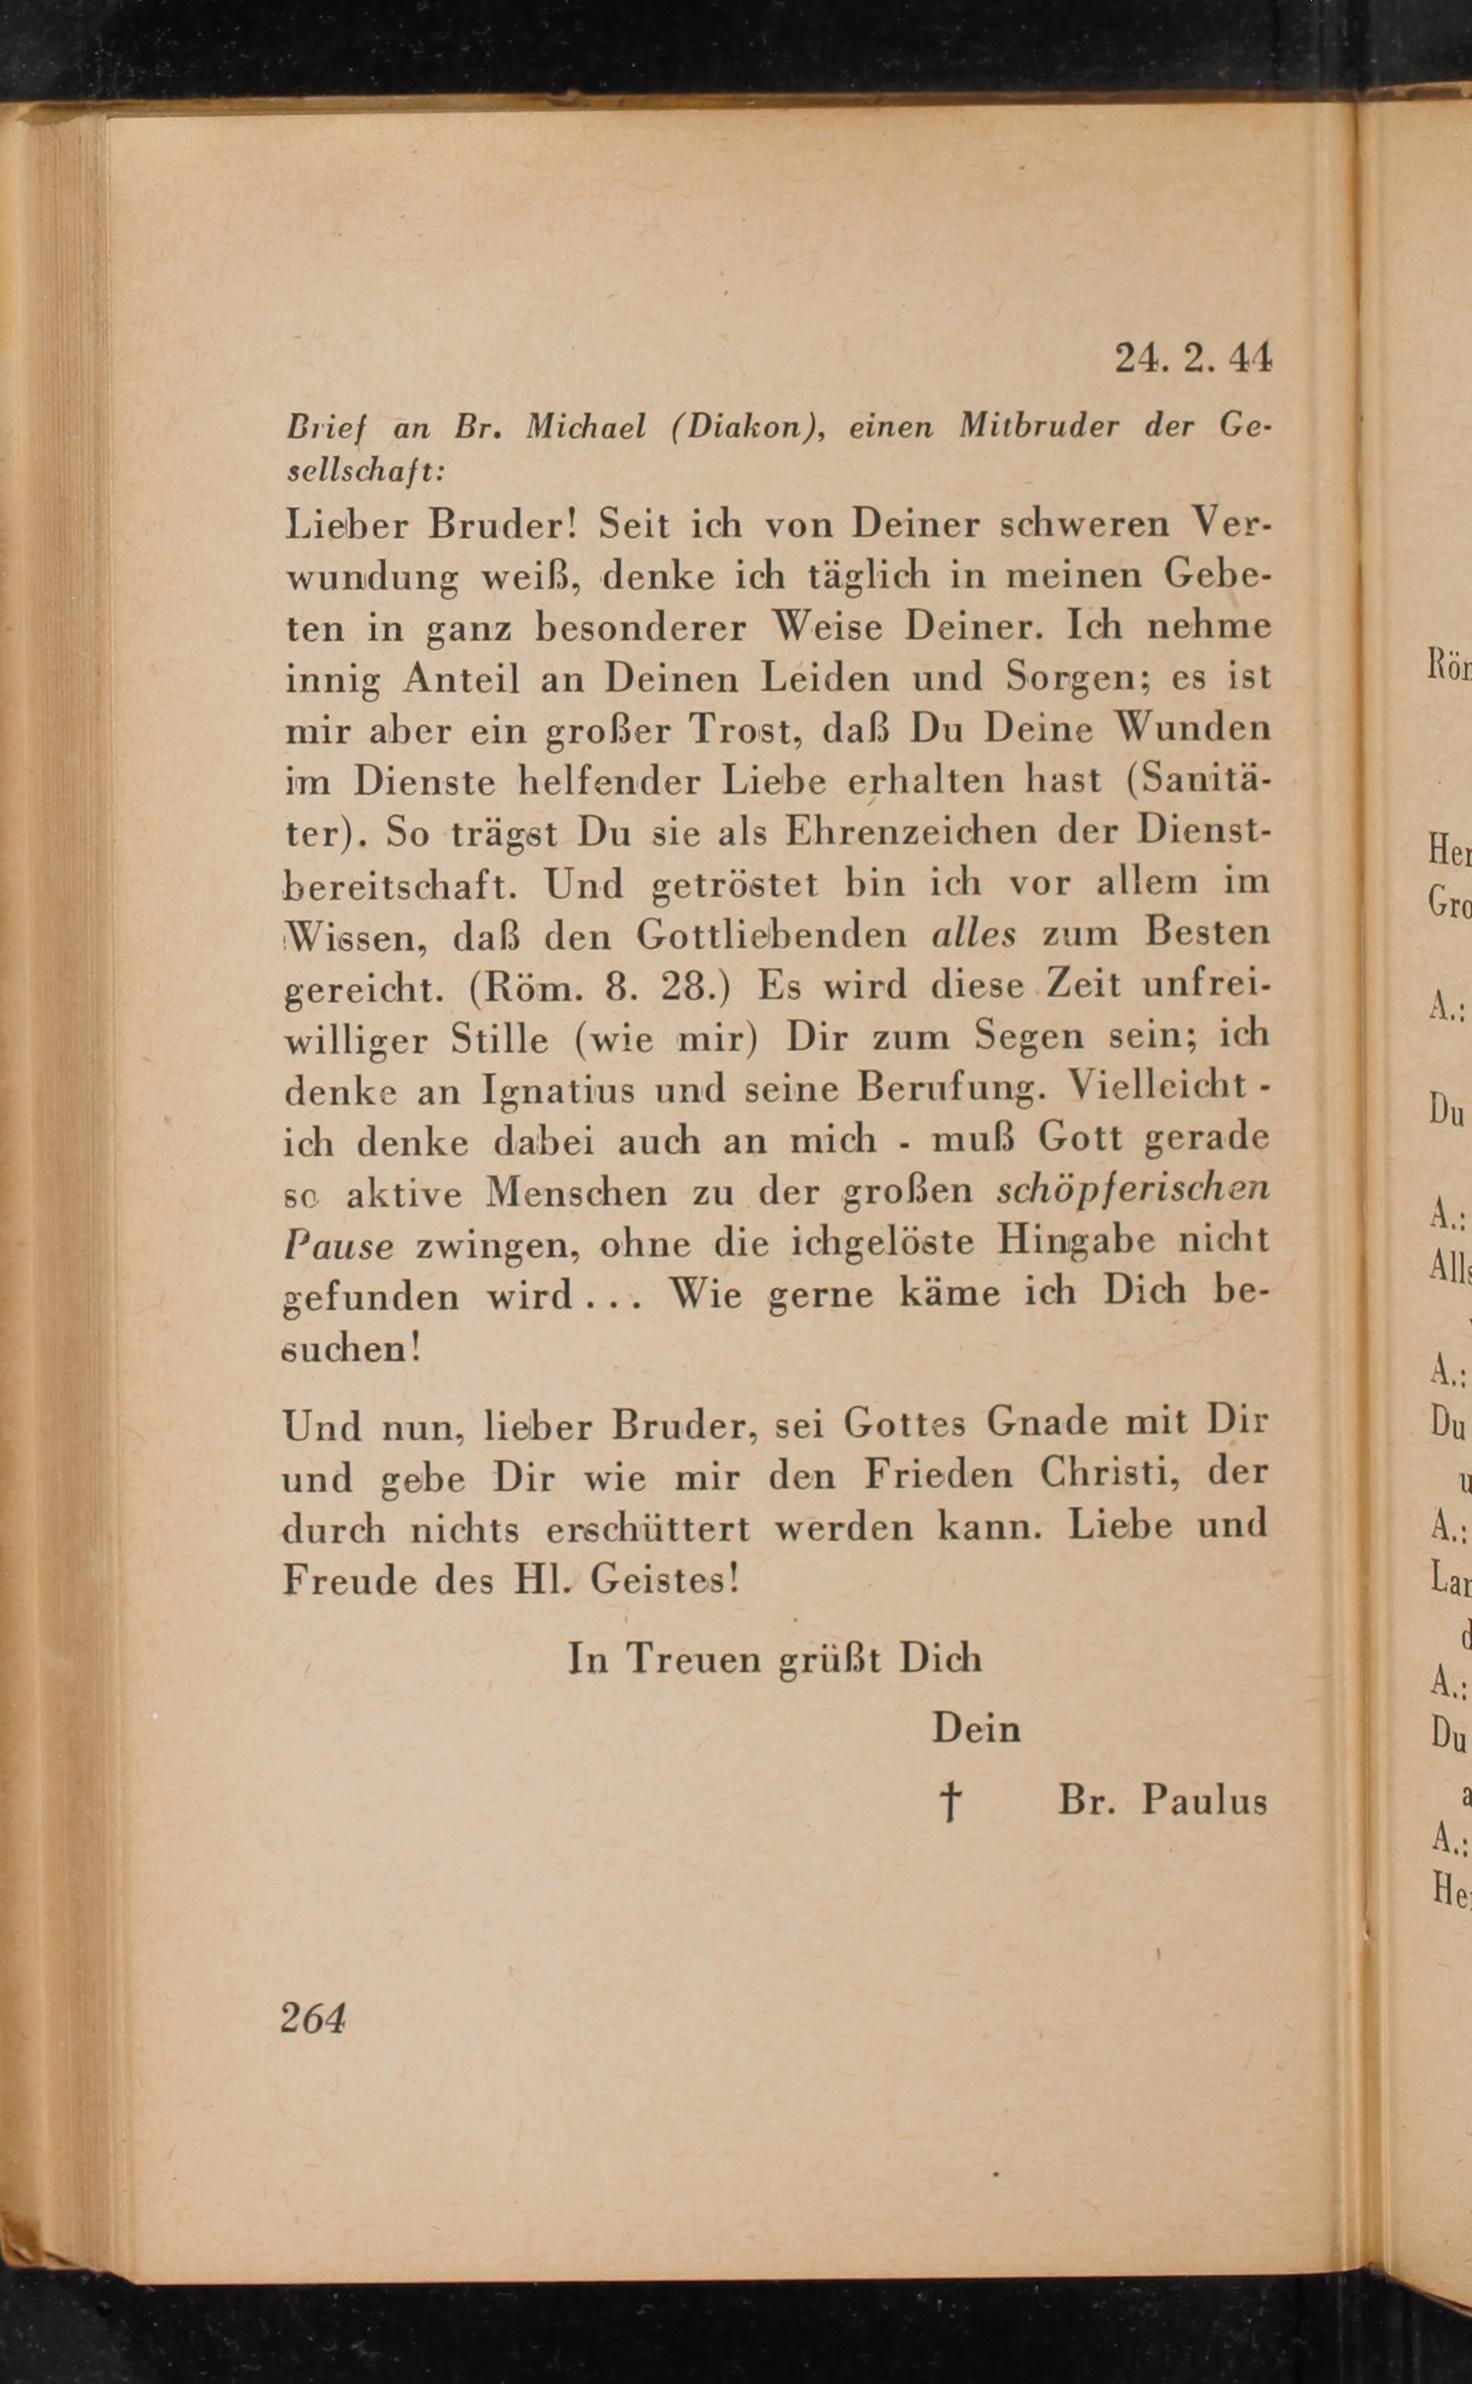 24. 2. 44
Brief an Br. Michael (Diakon), einen Mitbruder der Ge-
sellschaft:
Lieber Bruder! Seit ich von Deiner schweren Ver-
wundung weiß, denke ich täglich in meinen Gebe-
ten in ganz besonderer Weise Deiner. Ich nehme
innig Anteil an Deinen Leiden und Sorgen; es ist
mir aber ein großer Trost, daß Du Deine Wunden
im Dienste helfender Liebe erhalten hast (Sanitä-
ter). So trägst Du sie als Ehrenzeichen der Dienst-
bereitschaft. Und getröstet bin ich vor allem im
Wissen, daß den Gottliebenden alles zum Besten
gereicht. (Röm. 8. 28.) Es wird diese Zeit unfrei-
williger Stille (wie mir) Dir zum Segen sein; ich
denke an Ignatius und seine Berufung. Vielleicht -
ich denke dabei auch an mich - muß Gott gerade
so aktive Menschen zu der großen schöpferischen
Pause zwingen, ohne die ichgelöste Hingabe nicht
gefunden wird ... Wie gerne käme ich Dich be-
suchen!
Und nun, lieber Bruder, sei Gottes Gnade mit Dir
und gebe Dir wie mir den Frieden Christi, der
durch nichts erschüttert werden kann. Liebe und
Freude des Hl. Geistes!
In Treuen grüßt Dich
Dein
† Br. Paulus
264
A.:
Du
A.:
A.:
Du
A.:
A.:
Du
A.: